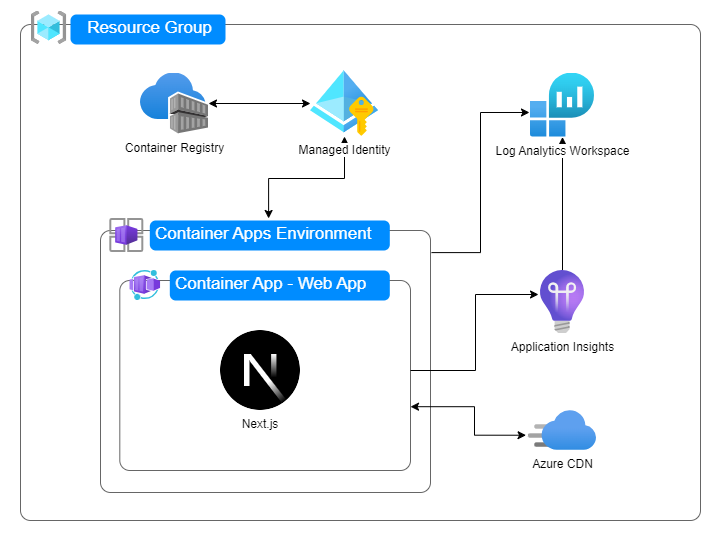 Resource Group
Container Registry
Managed Identity
Log Analytics Workspace
Container Apps Environment
Container App - Web App
Next.js
Application Insights
Azure CDN